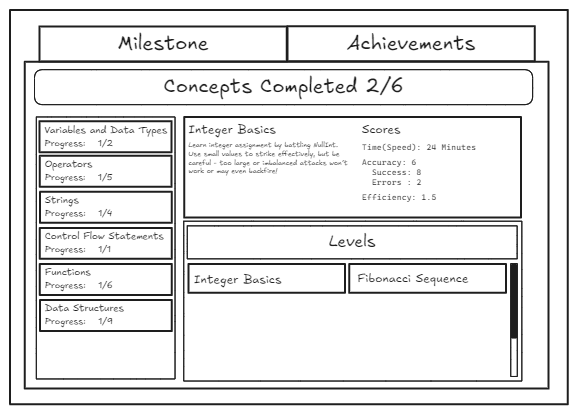 Milestone
Achievements
Concepts Completed 2/6
Variables and Data Types
Progress: 1/2
Operators
Progress: 1/5
Strings
Progress: 1/4
Control Flow Statements
Progress: 1/1
Functions
Progress: 1/6
Data Structures
Progress: 1/9
Integer Basics
Learn integer assignment by battling NullInt.
Use small values to strike effectively, but be
careful - too large or imbalanced attacks won't
work or may even backfire!
Scores
Time(Speed): 24 Minutes
Accuracy: 6
Success: 8
Errors : 2
Efficiency: 1.5
Levels
Integer Basics
Fibonacci Sequence